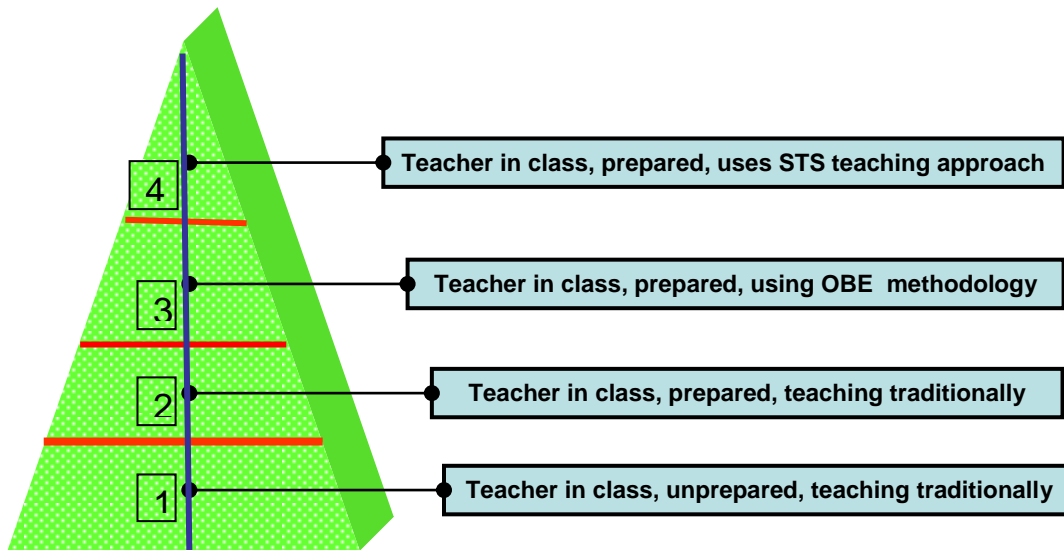 4
Teacher in class, prepared, uses STS teaching approach
3
Teacher in class, prepared, using OBE  methodology
2
Teacher in class, prepared, teaching traditionally
1
Teacher in class, unprepared, teaching traditionally